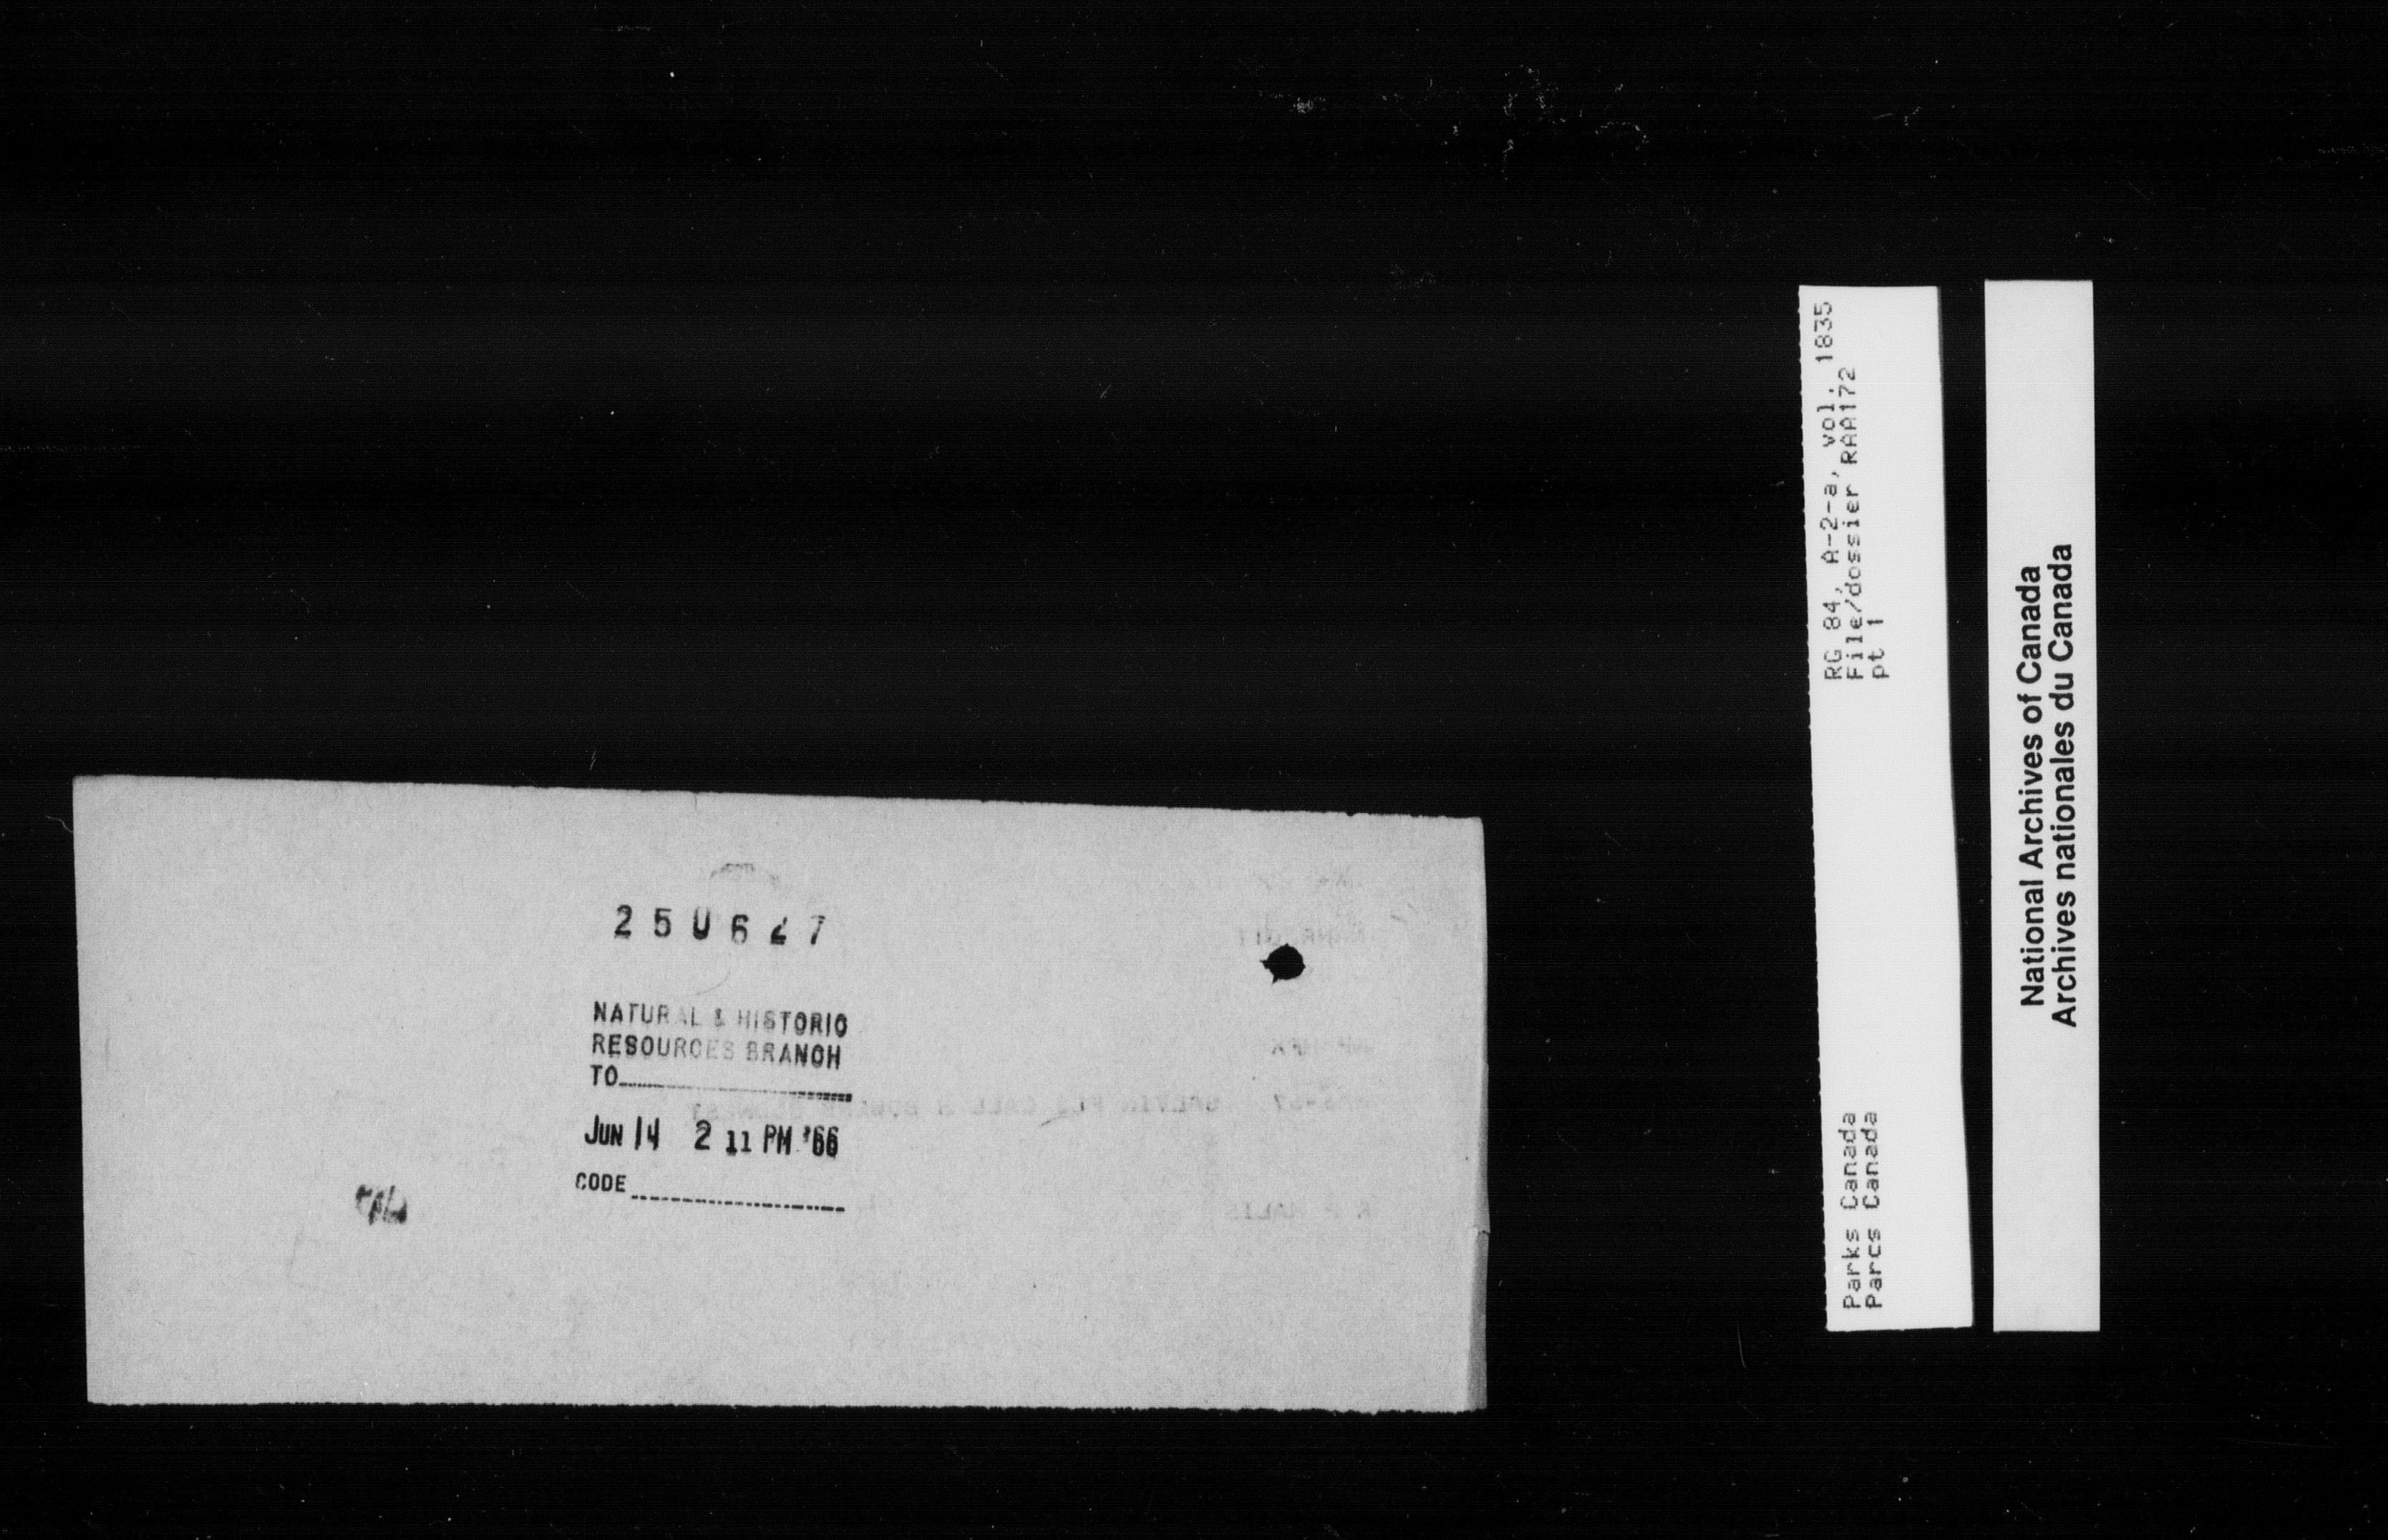 250627
NATURAL & HISTORIC
RESOURCES BRANCH
TO
JUN 14 2 11 PM '66
CODE
RG 84, A-2-a, vol. 1835
File/dossier RAA172
pt 1
Parks Canada
Parcs Canada
National Archives of Canada
Archives nationales du Canada